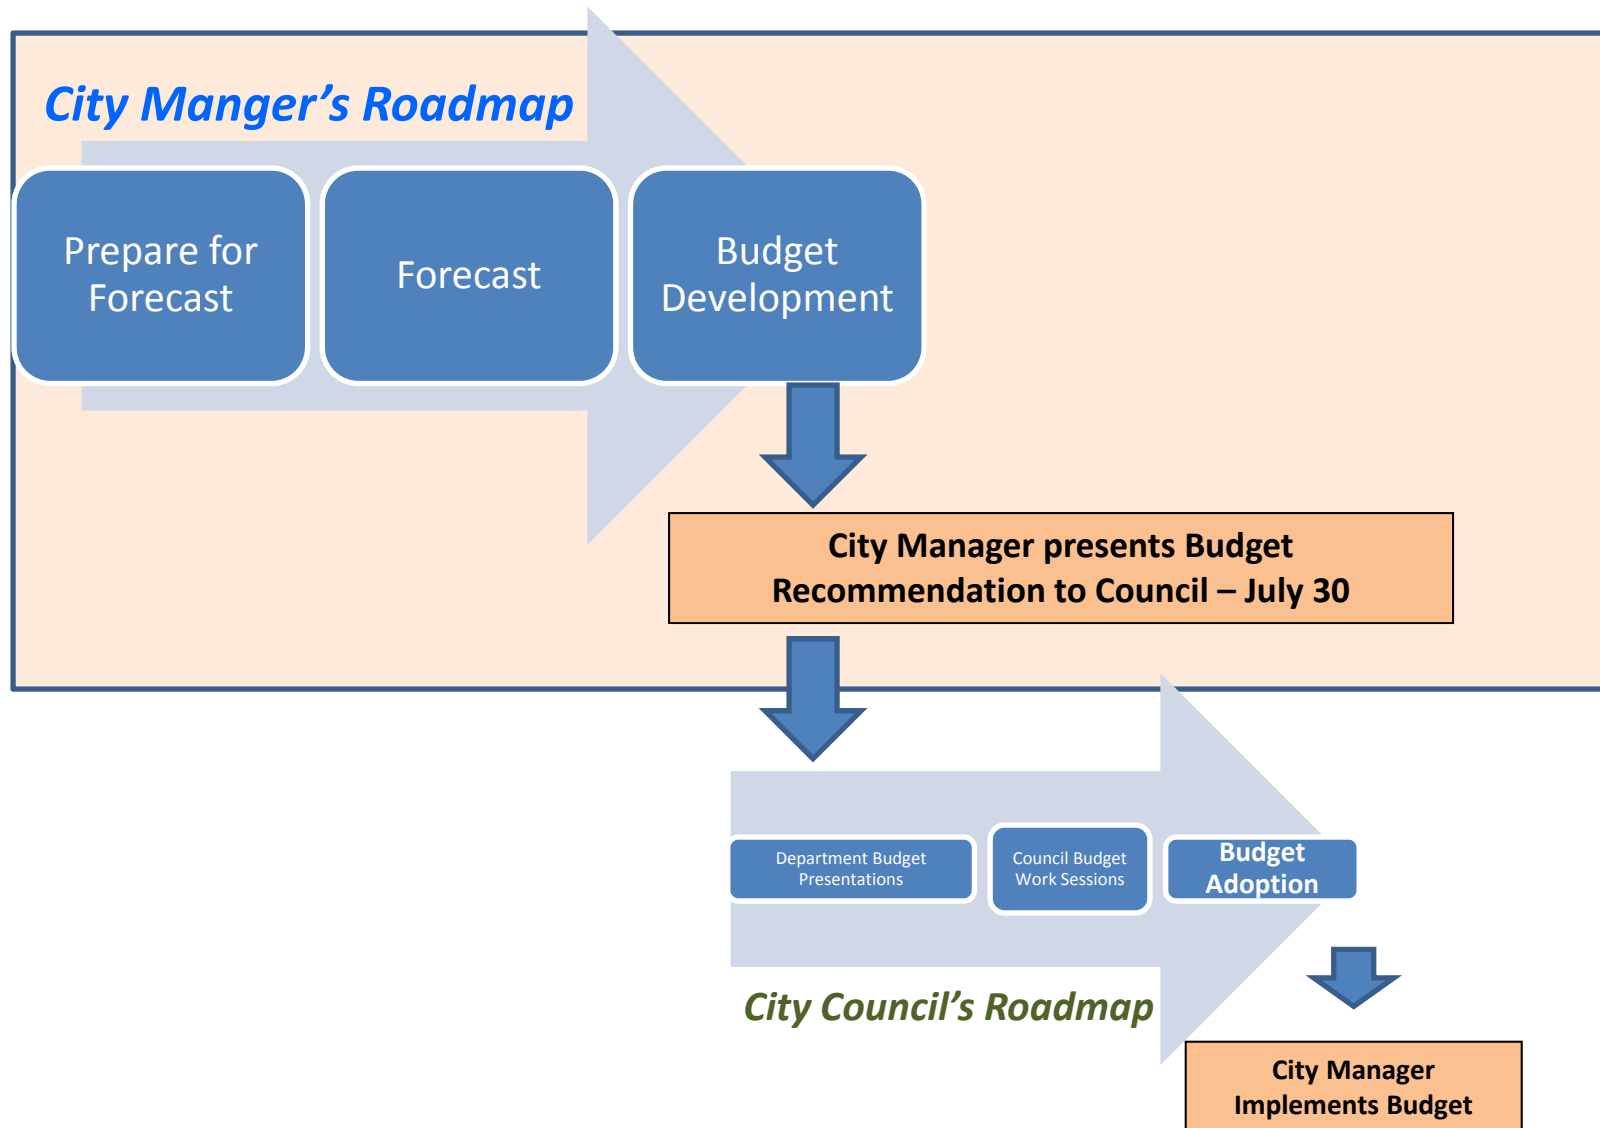 City Manger’s Roadmap
Prepare for
Forecast
Forecast
Budget
Development
City Manager presents Budget
Recommendation to Council – July 30
Department Budget
Presentations
Council Budget
Work Sessions
Budget
Adoption
City Council’s Roadmap
City Manager
Implements Budget